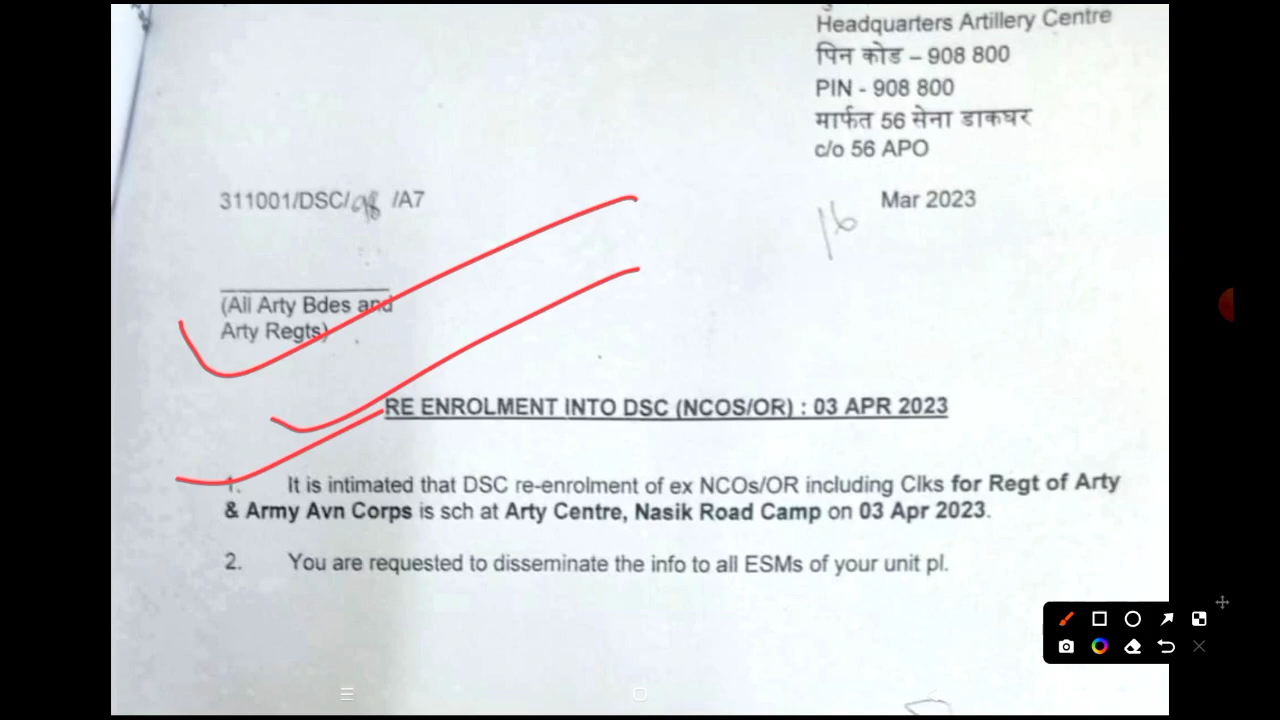 Headquarters Artillery Centre
पिन कोड – 908 800
PIN - 908 800
मार्फत 56 सेना डाकघर
c/o 56 APO
311001/DSC/98 /A7
16 Mar 2023
(All Arty Bdes and
Arty Regts)
RE ENROLMENT INTO DSC (NCOS/OR) : 03 APR 2023
1. It is intimated that DSC re-enrolment of ex NCOs/OR including Clks for Regt of Arty
& Army Avn Corps is sch at Arty Centre, Nasik Road Camp on 03 Apr 2023.
2. You are requested to disseminate the info to all ESMs of your unit pl.